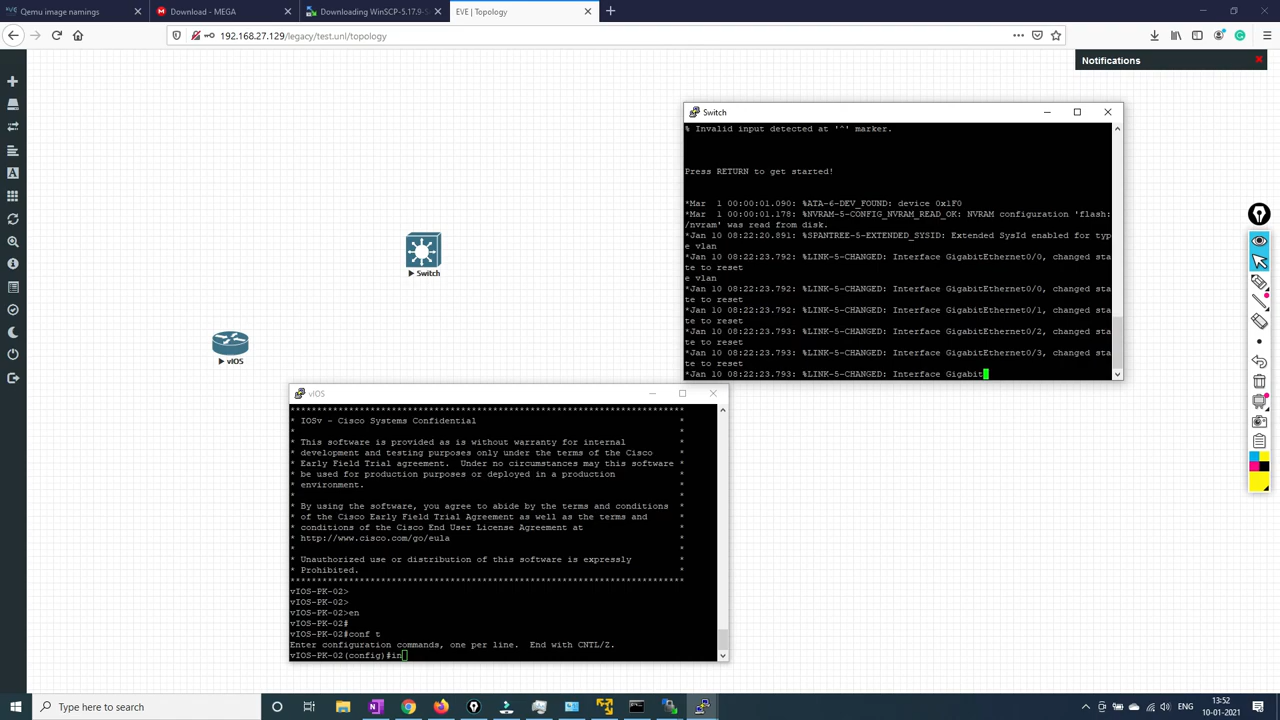 Qemu image namings
Download - MEGA
Downloading WinSCP-5.17.9-S
EVE | Topology
192.168.27.129/legacy/test.unl/topology
Notifications
Switch
% Invalid input detected at '^' marker.
Press RETURN to get started!
*Mar  1 00:00:01.090: %ATA-6-DEV_FOUND: device 0x1F0
*Mar  1 00:00:01.178: %NVRAM-5-CONFIG_NVRAM_READ_OK: NVRAM configuration 'flash:
/nvram' was read from disk.
*Jan 10 08:22:20.891: %SPANTREE-5-EXTENDED_SYSID: Extended SysId enabled for typ
e vlan
*Jan 10 08:22:23.792: %LINK-5-CHANGED: Interface GigabitEthernet0/0, changed sta
te to reset
e vlan
*Jan 10 08:22:23.792: %LINK-5-CHANGED: Interface GigabitEthernet0/0, changed sta
te to reset
*Jan 10 08:22:23.792: %LINK-5-CHANGED: Interface GigabitEthernet0/1, changed sta
te to reset
*Jan 10 08:22:23.793: %LINK-5-CHANGED: Interface GigabitEthernet0/2, changed sta
te to reset
*Jan 10 08:22:23.793: %LINK-5-CHANGED: Interface GigabitEthernet0/3, changed sta
te to reset
*Jan 10 08:22:23.793: %LINK-5-CHANGED: Interface Gigabit
Switch
vIOS
vIOS
**************************************************************************
* IOSv - Cisco Systems Confidential                                      *
*                                                                        *
* This software is provided as is without warranty for internal          *
* development and testing purposes only under the terms of the Cisco     *
* Early Field Trial agreement.  Under no circumstances may this software *
* be used for production purposes or deployed in a production            *
* environment.                                                           *
*                                                                        *
* By using the software, you agree to abide by the terms and conditions  *
* of the Cisco Early Field Trial Agreement as well as the terms and      *
* conditions of the Cisco End User License Agreement at                  *
* http://www.cisco.com/go/eula                                           *
*                                                                        *
* Unauthorized use or distribution of this software is expressly         *
* Prohibited.                                                            *
**************************************************************************
vIOS-PK-02>
vIOS-PK-02>
vIOS-PK-02>en
vIOS-PK-02#
vIOS-PK-02#conf t
Enter configuration commands, one per line.  End with CNTL/Z.
vIOS-PK-02(config)#in
Type here to search
13:52
10-01-2021